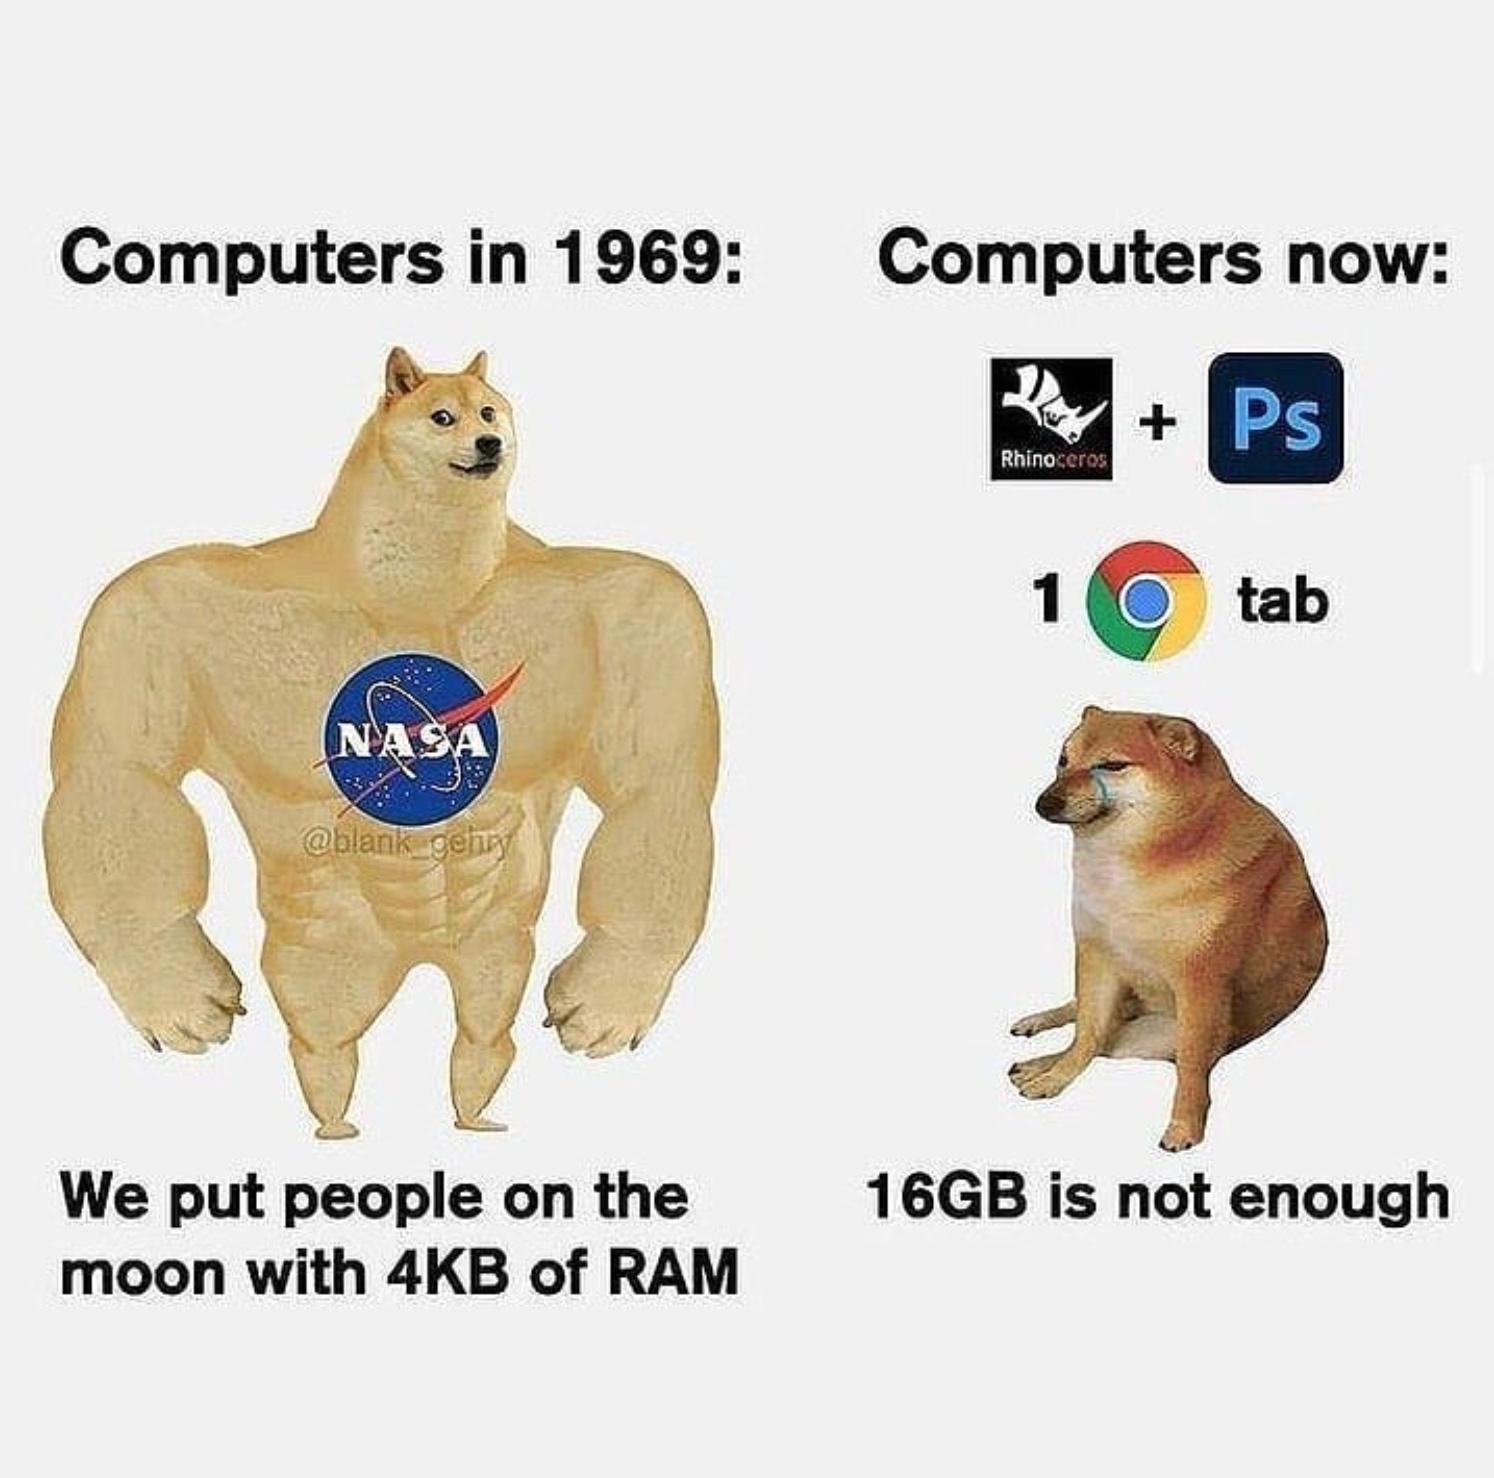 Computers in 1969:
NASA
@blank_gehry
We put people on the
moon with 4KB of RAM
Computers now:
Rhinoceros
+
Ps
1 tab
16GB is not enough